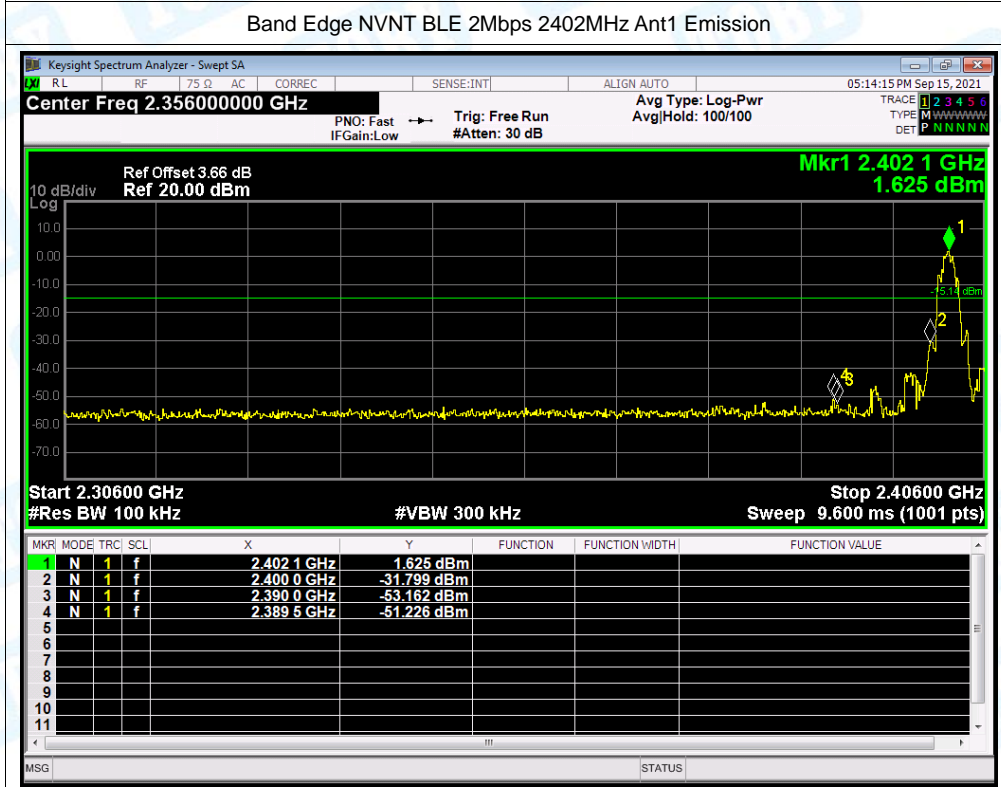 Band Edge NVNT BLE 2Mbps 2402MHz Ant1 Emission
Keysight Spectrum Analyzer - Swept SA
LXI RL RF 75 Ω AC CORREC SENSE:INT ALIGN AUTO 05:14:15 PM Sep 15, 2021
Center Freq 2.356000000 GHz
PNO: Fast
IFGain:Low
Trig: Free Run
#Atten: 30 dB
Avg Type: Log-Pwr
Avg|Hold: 100/100
TRACE 1 2 3 4 5 6
TYPE M W W W W W
DET P N N N N N
Mkr1 2.402 1 GHz
1.625 dBm
Ref Offset 3.66 dB
10 dB/div Ref 20.00 dBm
Log
10.0
0.00
-10.0
-20.0
-30.0
-40.0
-50.0
-60.0
-70.0
1
-15.14 dBm
2
4
3
Start 2.30600 GHz Stop 2.40600 GHz
#Res BW 100 kHz #VBW 300 kHz Sweep 9.600 ms (1001 pts)
MKR MODE TRC SCL X Y FUNCTION FUNCTION WIDTH FUNCTION VALUE
1 N 1 f 2.402 1 GHz 1.625 dBm
2 N 1 f 2.400 0 GHz -31.799 dBm
3 N 1 f 2.390 0 GHz -53.162 dBm
4 N 1 f 2.389 5 GHz -51.226 dBm
5
6
7
8
9
10
11
MSG STATUS